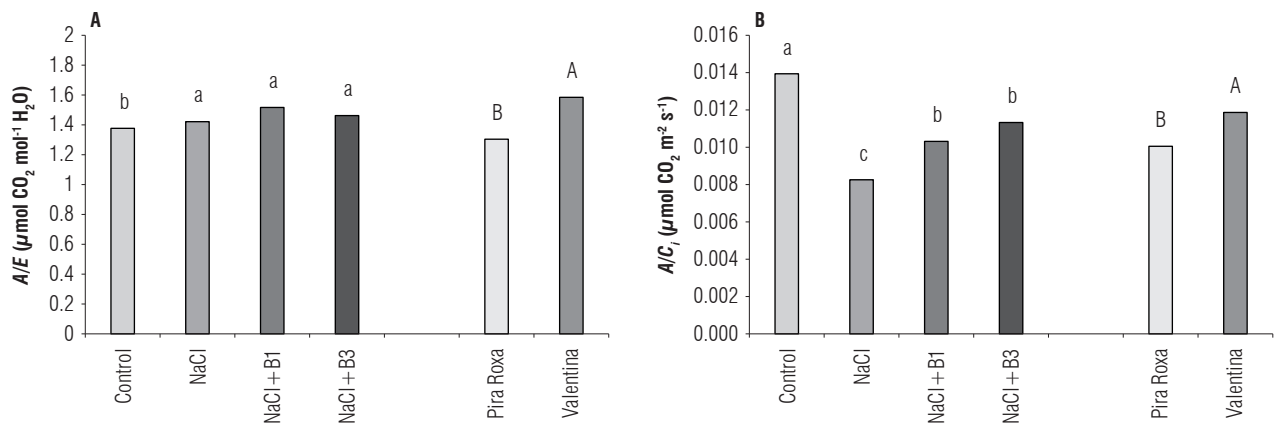 A
2
1.8
1.6
1.4
1.2
1
0.8
0.6
0.4
0.2
0
A/E (µmol CO₂ mol⁻¹ H₂O)
b
a
a
a
B
A
Control
NaCl
NaCl + B1
NaCl + B3
Pira Roxa
Valentina
B
0.016
0.014
0.012
0.010
0.008
0.006
0.004
0.002
0.000
A/Cᵢ (µmol CO₂ m⁻² s⁻¹)
a
c
b
b
B
A
Control
NaCl
NaCl + B1
NaCl + B3
Pira Roxa
Valentina